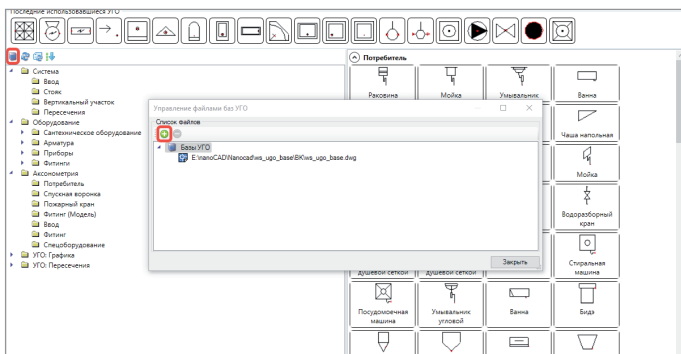 Последние использовавшиеся УГО
Система
Ввод
Стояк
Вертикальный участок
Пересечения
Оборудование
Сантехническое оборудование
Арматура
Приборы
Фитинги
Аксонометрия
Потребитель
Спускная воронка
Пожарный кран
Фитинг (Модель)
Ввод
Фитинг
Спецоборудование
УГО: Графика
УГО: Пересечения
Управление файлами баз УГО
Список файлов
Базы УГО
E:\nanoCAD\Nanocad\ws_ugo_base\BK\ws_ugo_base.dwg
Закрыть
Потребитель
Раковина
Мойка
Умывальник
Ванна
Чаша напольная
Мойка
Водоразборный
кран
Стиральная
машина
душевой сеткой
душевой сеткой
Посудомоечная
машина
Умывальник
угловой
Ванна
Бидэ